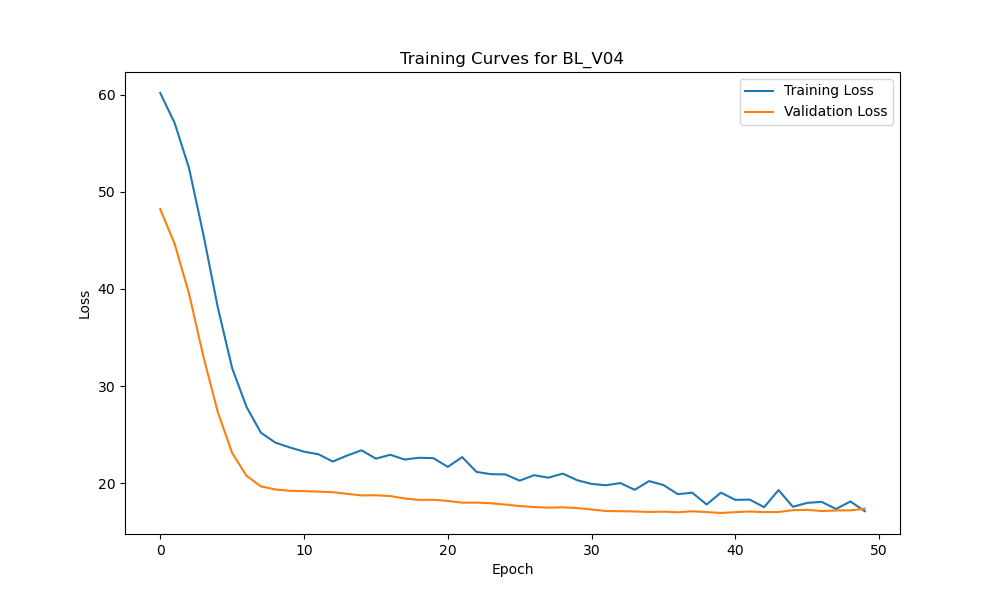 Training Curves for BL_V04
Training Loss
Validation Loss
60
50
40
30
20
Loss
0 10 20 30 40 50
Epoch